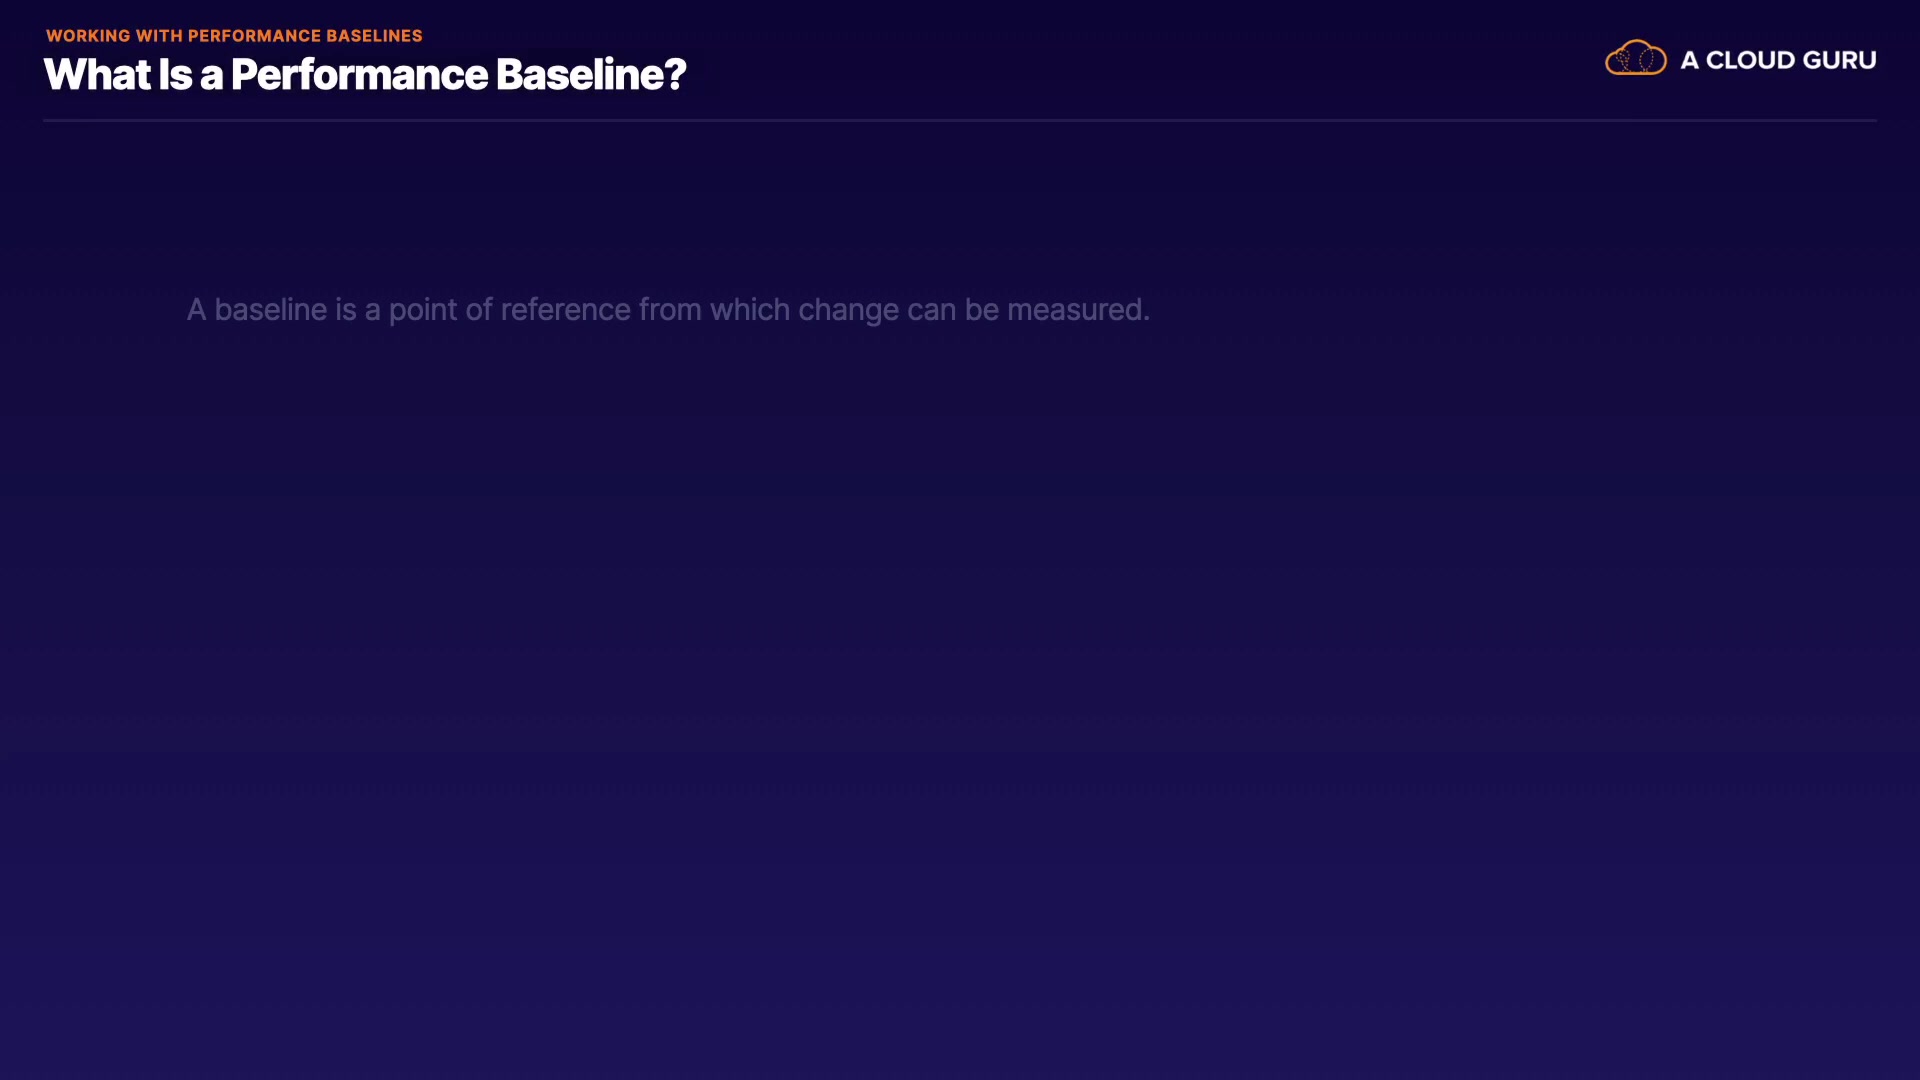 WORKING WITH PERFORMANCE BASELINES
What Is a Performance Baseline?
A CLOUD GURU
A baseline is a point of reference from which change can be measured.